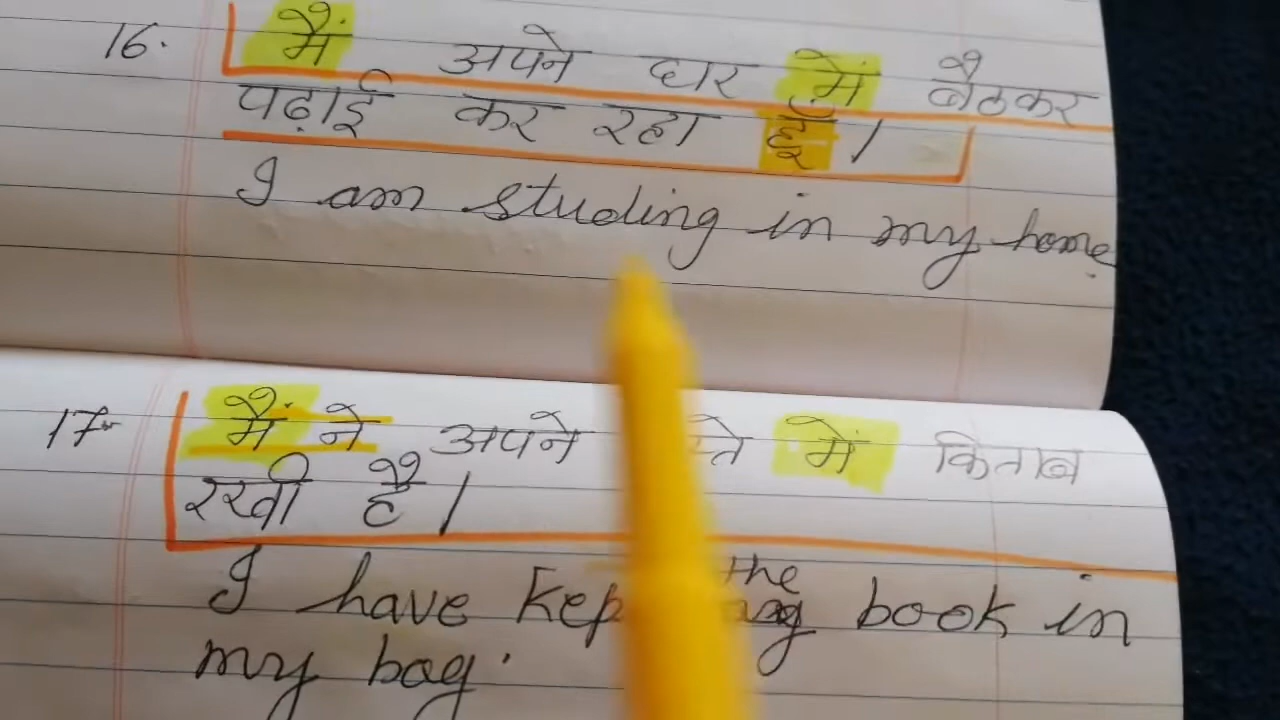 16. मैं अपने घर में बैठकर
पढ़ाई कर रहा हूँ।
I am studing in my home.
17. मैं ने अपने में किताब
रखी है।
I have the book in
my bag.